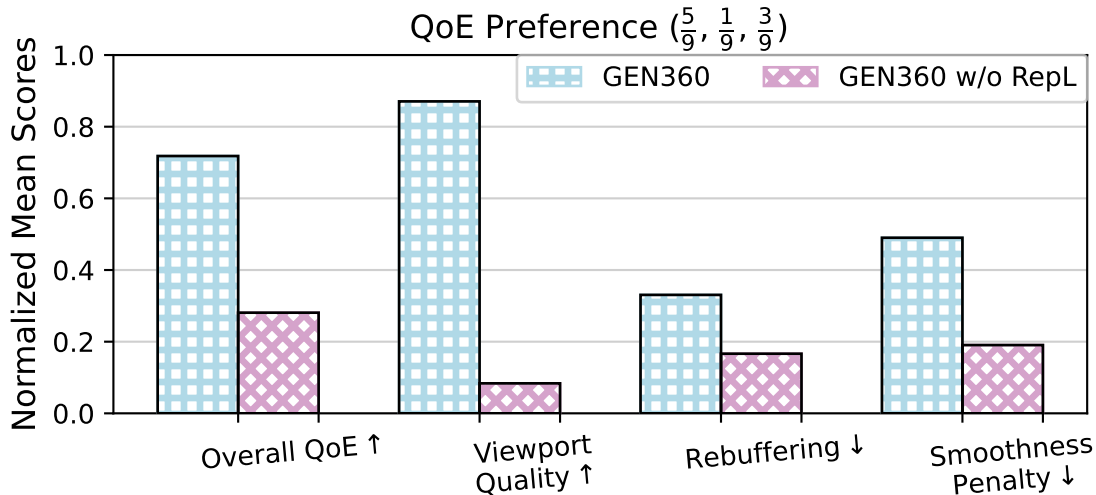 QoE Preference (5/9, 1/9, 3/9)
GEN360
GEN360 w/o RepL
Normalized Mean Scores
1.0
0.8
0.6
0.4
0.2
0.0
Overall QoE ↑
Viewport
Quality ↑
Rebuffering ↓
Smoothness
Penalty ↓